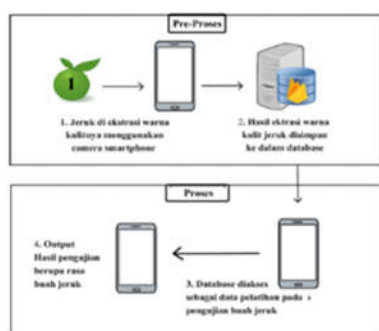 Pre-Proses
1
1. Jeruk di ekstrasi warna
kulitnya menggunakan
camera smartphone
2. Hasil ektrasi warna
kulit jeruk disimpan
ke dalam database
Proses
4. Output
Hasil pengujian
berupa rasa
buah jeruk
3. Database diakses
sebagai data pelatihan pada s
pengujian buah jeruk